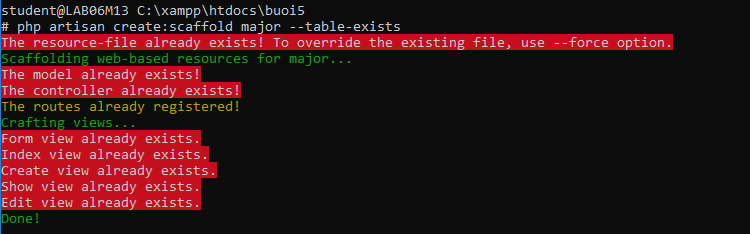 student@LAB06M13 C:\xampp\htdocs\buoi5
# php artisan create:scaffold major --table-exists
The resource-file already exists! To override the existing file, use --force option.
Scaffolding web-based resources for major...
The model already exists!
The controller already exists!
The routes already registered!
Crafting views...
Form view already exists.
Index view already exists.
Create view already exists.
Show view already exists.
Edit view already exists.
Done!